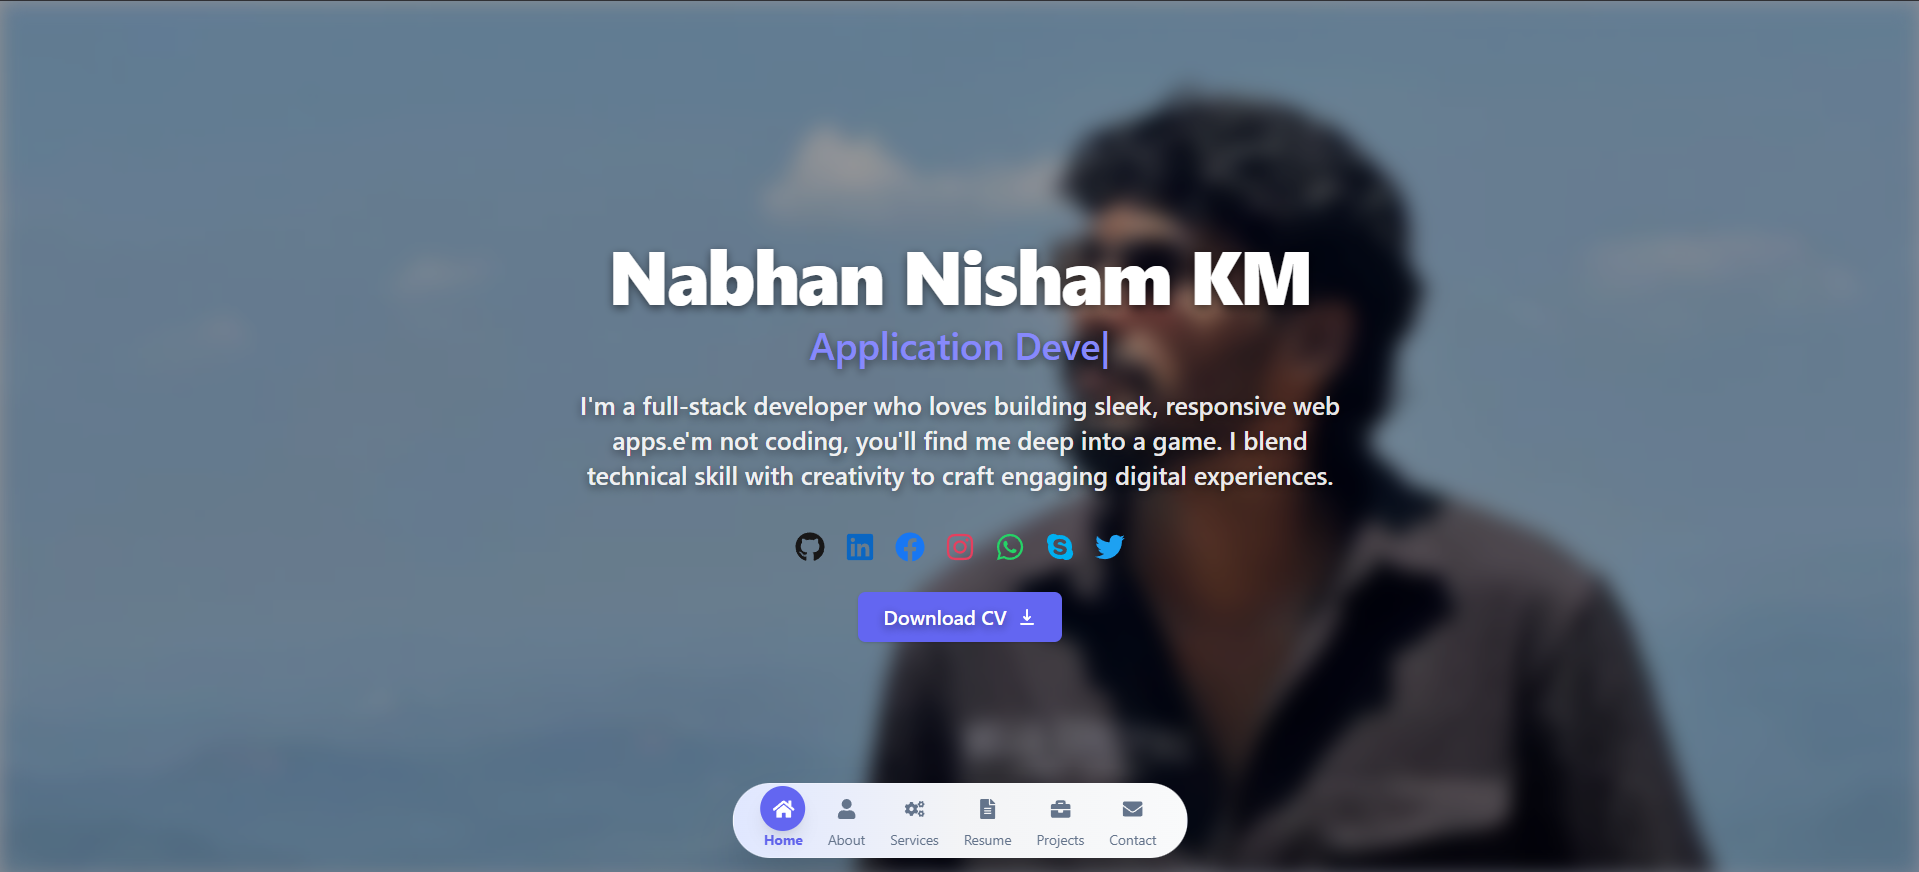 Nabhan Nisham KM
Application Deve|
I'm a full-stack developer who loves building sleek, responsive web
apps.e'm not coding, you'll find me deep into a game. I blend
technical skill with creativity to craft engaging digital experiences.
Download CV
Home About Services Resume Projects Contact